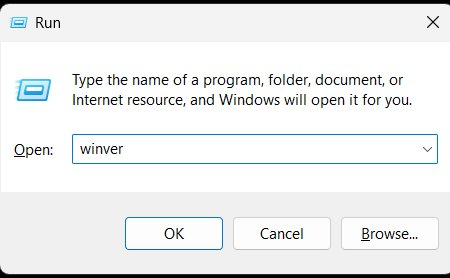 Run
Type the name of a program, folder, document, or
Internet resource, and Windows will open it for you.
Open: winver
OK Cancel Browse...